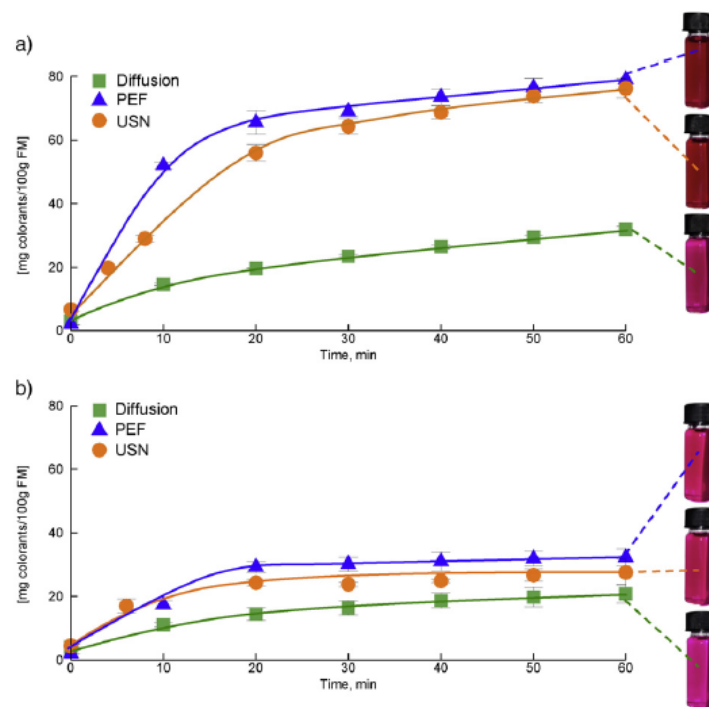 a)
Diffusion
PEF
USN
[mg colorants/100g FM]
80
60
40
20
0
0 10 20 30 40 50 60
Time, min
b)
Diffusion
PEF
USN
[mg colorants/100g FM]
80
60
40
20
0
0 10 20 30 40 50 60
Time, min